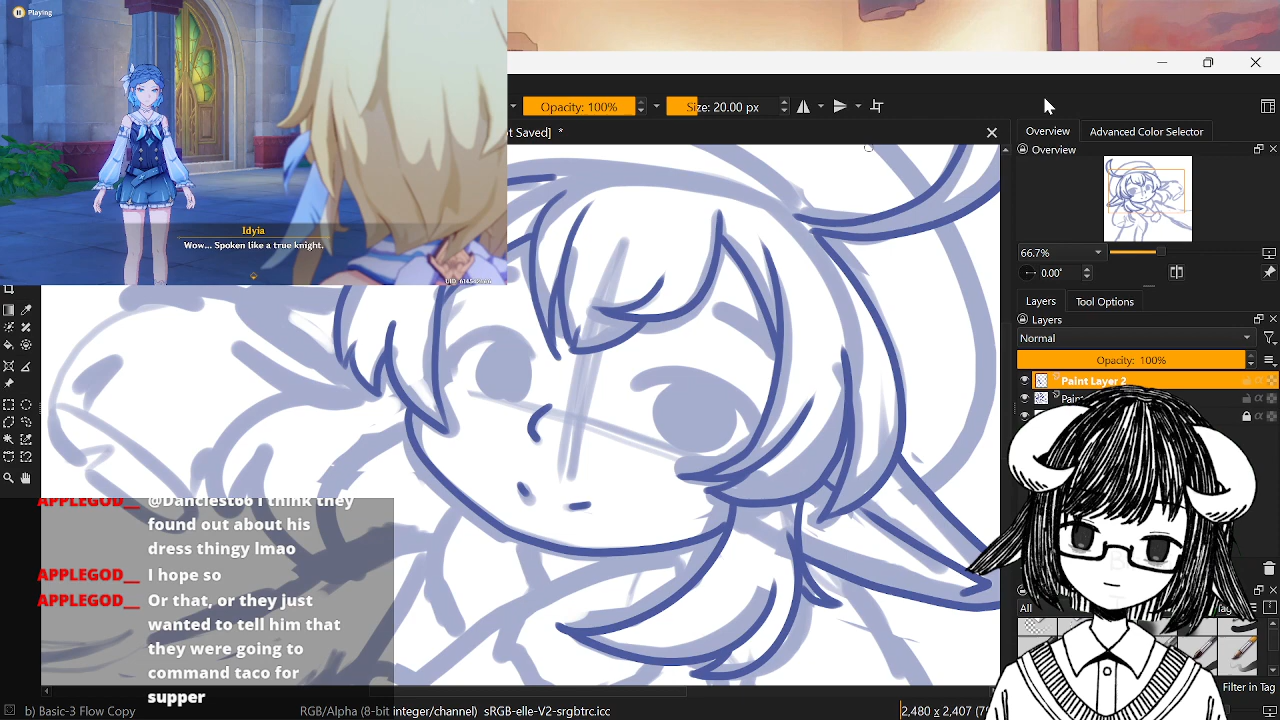 Playing
Idyia
Wow... Spoken like a true knight.
Opacity: 100%
Size: 20.00 px
ot Saved] *
Overview
Advanced Color Selector
Overview
66.7%
0.00°
Layers
Tool Options
Layers
Normal
Opacity: 100%
Paint Layer 2
Pain
All
Filter in Tag
APPLEGOD__ @Danciest66 I think they
found out about his
dress thingy lmao
APPLEGOD__ I hope so
APPLEGOD__ Or that, or they just
wanted to tell him that
they were going to
command taco for
supper
b) Basic-3 Flow Copy
RGB/Alpha (8-bit integer/channel) sRGB-elle-V2-srgbtrc.icc
2,480 x 2,407 (7